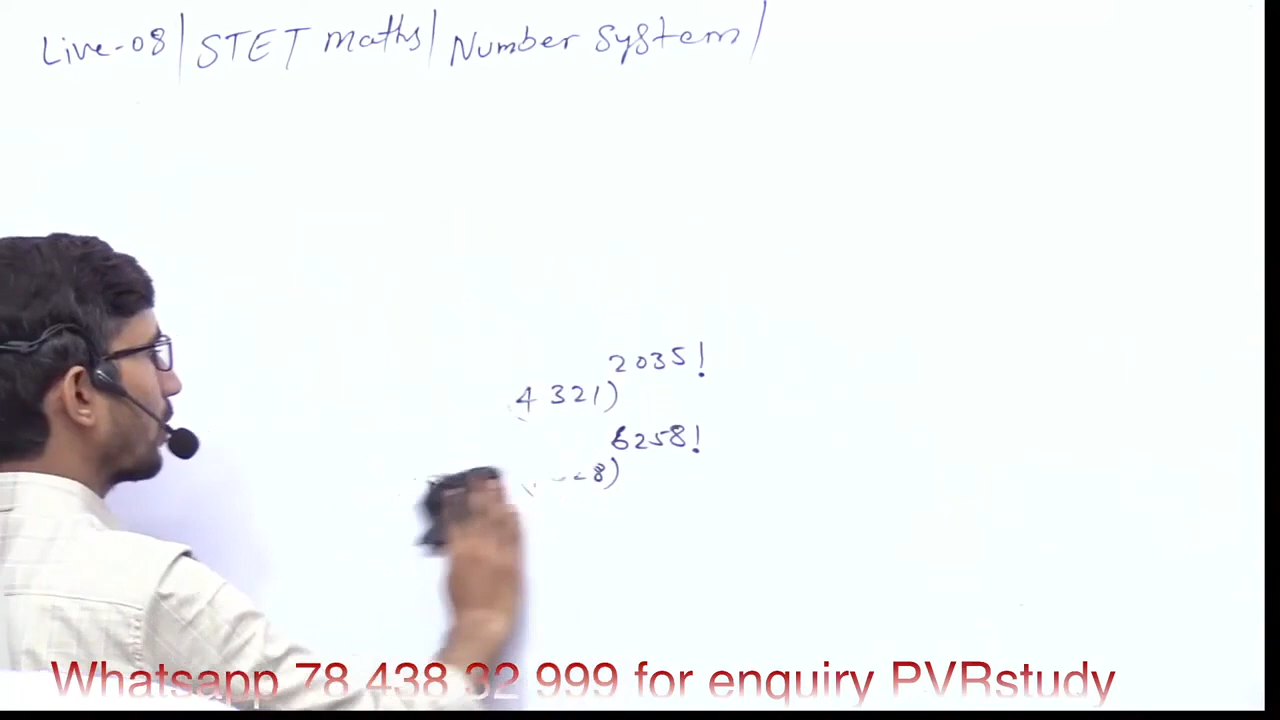 Live-08 | STET maths | Number System |
2035!
(4321)
6258!
8)
Whatsapp 78 438 32 999 for enquiry PVRstudy